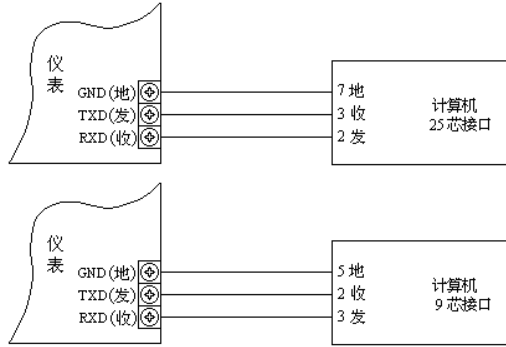 仪
表
GND(地)
TXD(发)
RXD(收)
7 地
3 收
2 发
计算机
25芯接口
仪
表
GND(地)
TXD(发)
RXD(收)
5 地
2 收
3 发
计算机
9芯接口